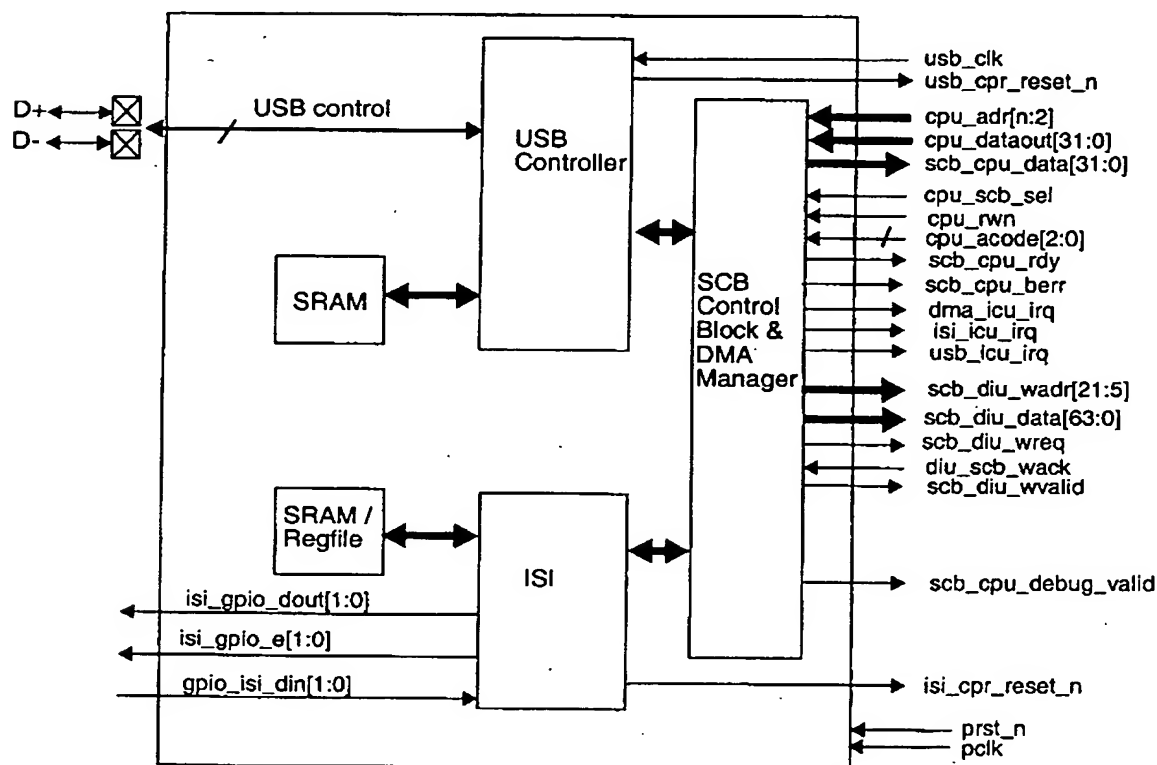 usb_clk
usb_cpr_reset_n
D+
D-
USB control
USB
Controller
cpu_adr[n:2]
cpu_dataout[31:0]
scb_cpu_data[31:0]
cpu_scb_sel
cpu_rwn
cpu_acode[2:0]
scb_cpu_rdy
scb_cpu_berr
dma_icu_irq
isi_icu_irq
usb_icu_irq
SRAM
SCB
Control
Block &
DMA
Manager
scb_diu_wadr[21:5]
scb_diu_data[63:0]
scb_diu_wreq
diu_scb_wack
scb_diu_wvalid
SRAM /
Regfile
ISI
scb_cpu_debug_valid
isi_gpio_dout[1:0]
isi_gpio_e[1:0]
gpio_isi_din[1:0]
isi_cpr_reset_n
prst_n
pclk